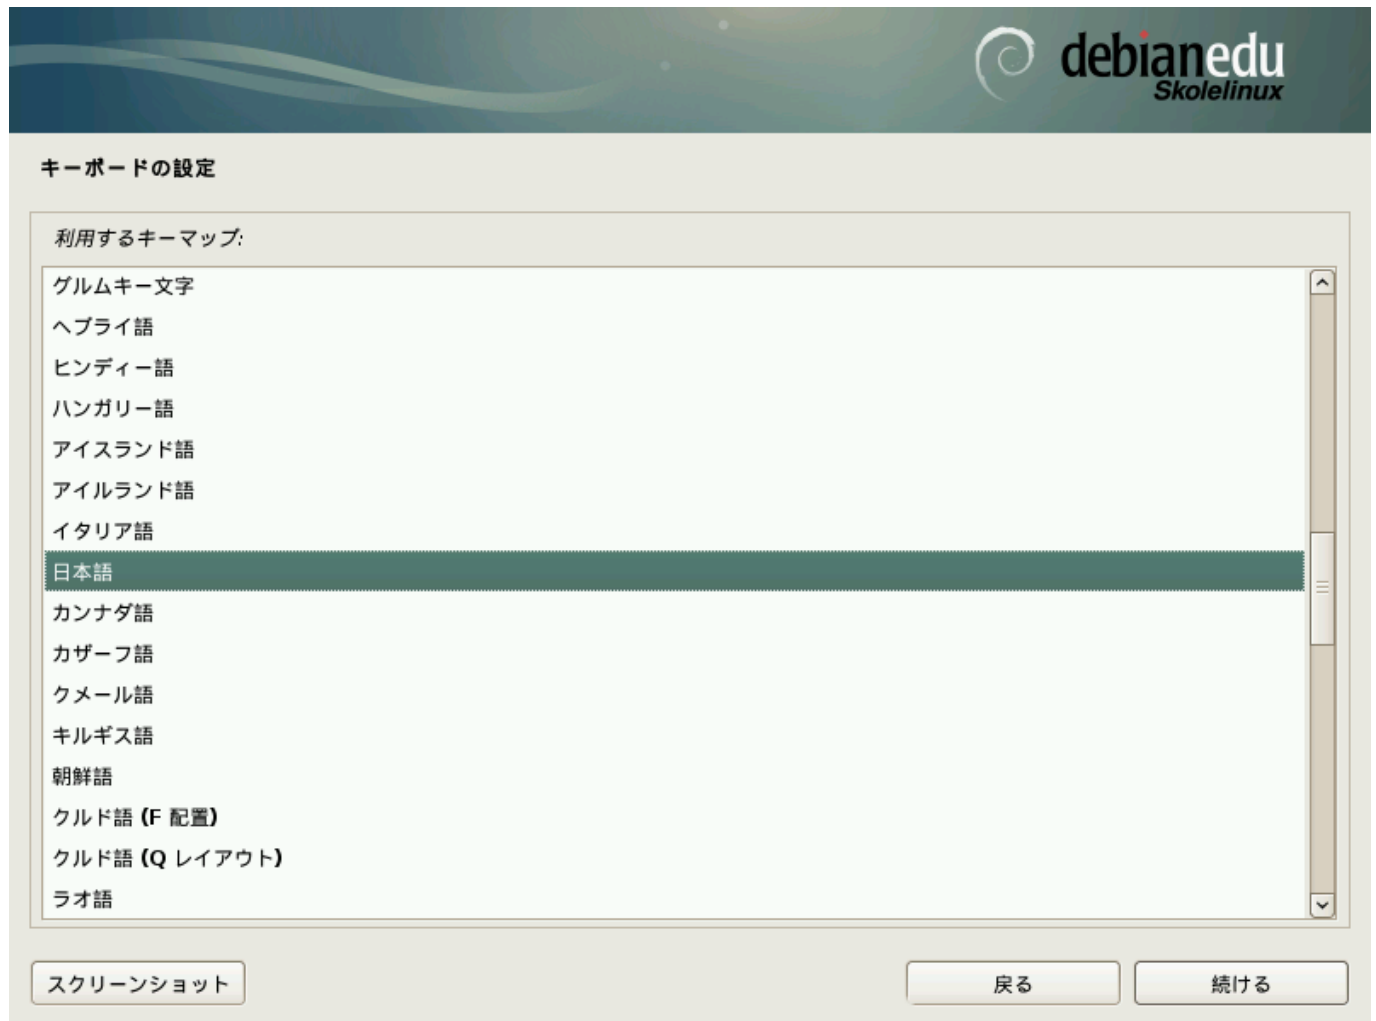 debianedu
Skolelinux
キーボードの設定
利用するキーマップ:
グルムキー文字
ヘブライ語
ヒンディー語
ハンガリー語
アイスランド語
アイルランド語
イタリア語
日本語
カンナダ語
カザーフ語
クメール語
キルギス語
朝鮮語
クルド語 (F 配置)
クルド語 (Q レイアウト)
ラオ語
スクリーンショット 戻る 続ける